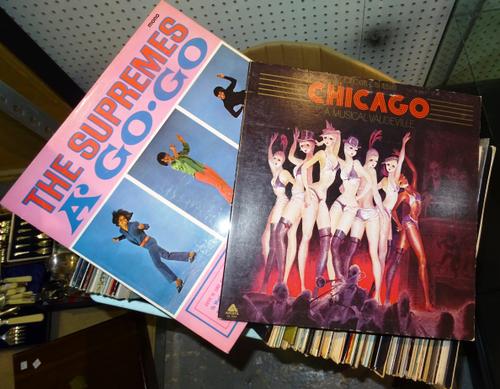 mono
THE SUPREMES
A' GO-GO
CHICAGO
A MUSICAL VAUDEVILLE